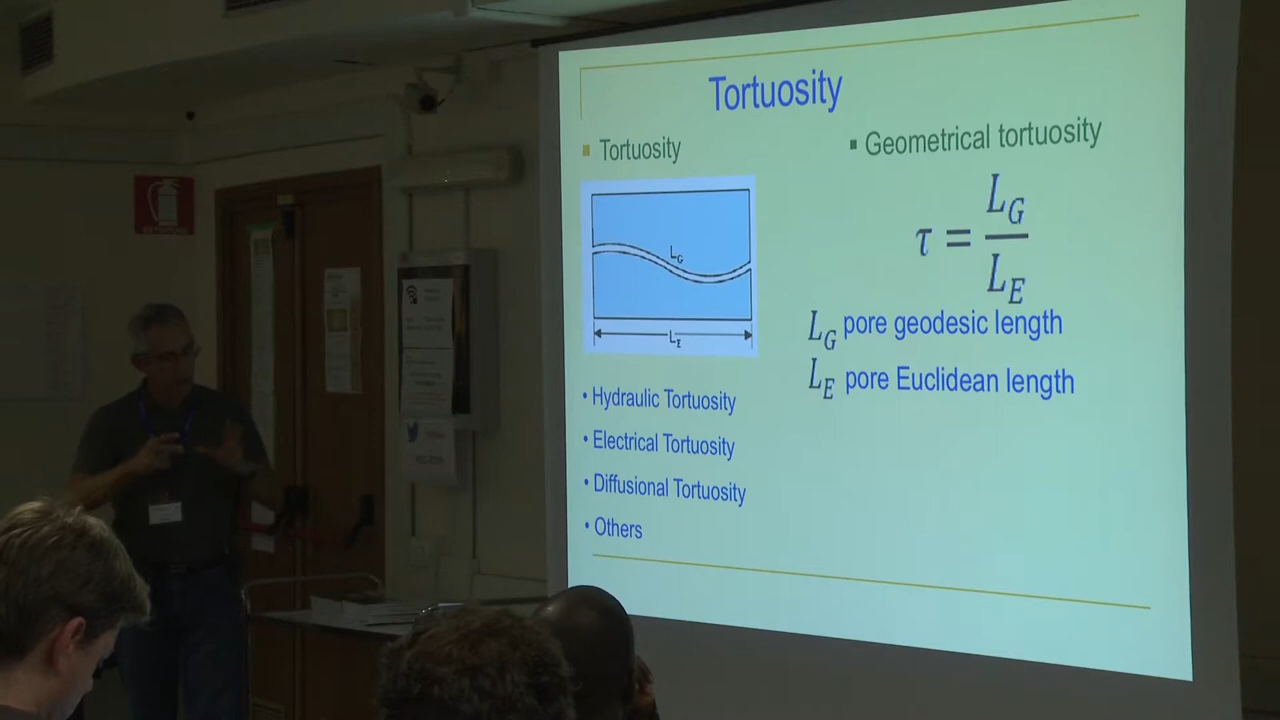 Tortuosity
Tortuosity
L_G
L_E
• Hydraulic Tortuosity
• Electrical Tortuosity
• Diffusional Tortuosity
• Others
▪ Geometrical tortuosity
τ = L_G / L_E
L_G pore geodesic length
L_E pore Euclidean length